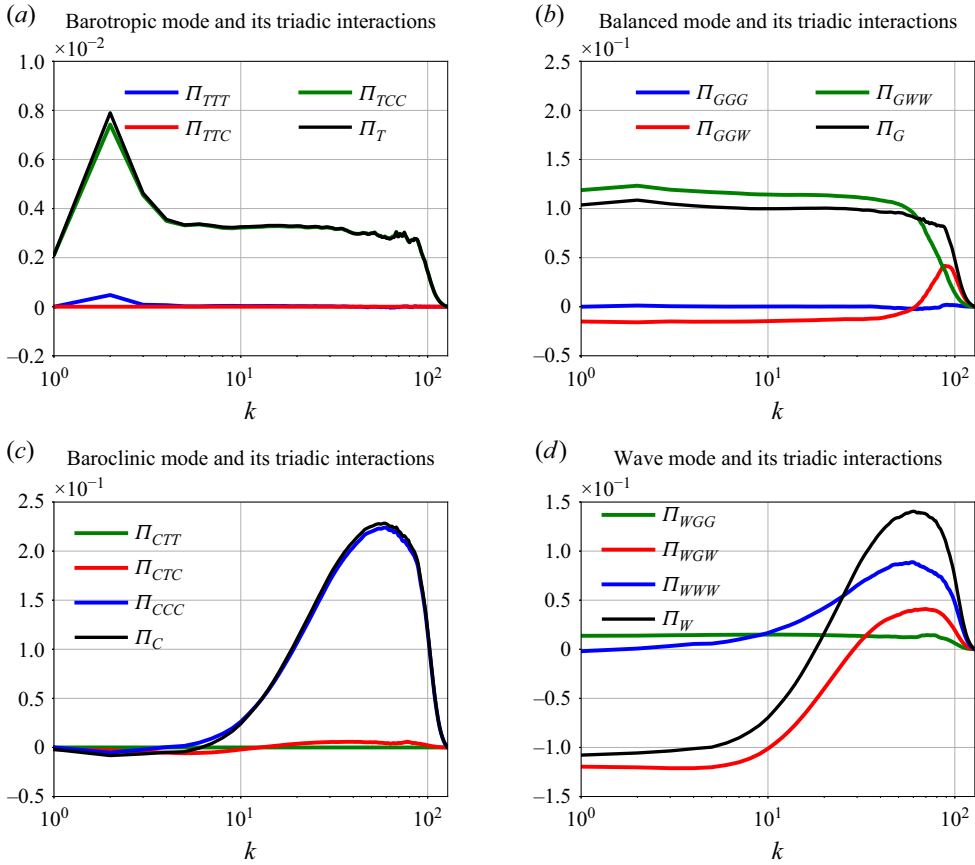 (a) Barotropic mode and its triadic interactions
×10⁻²
1.0
0.8
0.6
0.4
0.2
0
–0.2
Π_TTT
Π_TTC
Π_TCC
Π_T
10⁰
10¹
10²
k
(b) Balanced mode and its triadic interactions
×10⁻¹
2.5
2.0
1.5
1.0
0.5
0
–0.5
Π_GGG
Π_GGW
Π_GWW
Π_G
10⁰
10¹
10²
k
(c) Baroclinic mode and its triadic interactions
×10⁻¹
2.5
2.0
1.5
1.0
0.5
0
–0.5
Π_CTT
Π_CTC
Π_CCC
Π_C
10⁰
10¹
10²
k
(d) Wave mode and its triadic interactions
×10⁻¹
1.5
1.0
0.5
0
–0.5
–1.0
–1.5
Π_WGG
Π_WGW
Π_WWW
Π_W
10⁰
10¹
10²
k